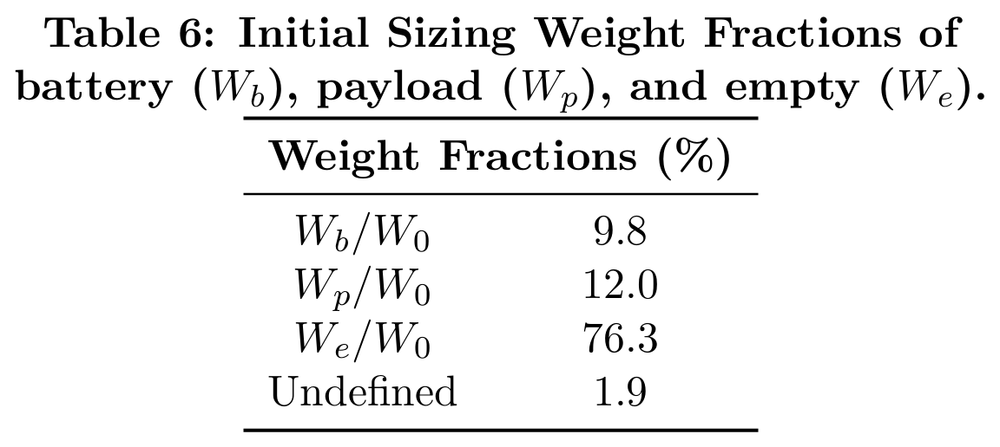 Table 6: Initial Sizing Weight Fractions of
battery (W_b), payload (W_p), and empty (W_e).
Weight Fractions (%)
W_b/W_0 9.8
W_p/W_0 12.0
W_e/W_0 76.3
Undefined 1.9